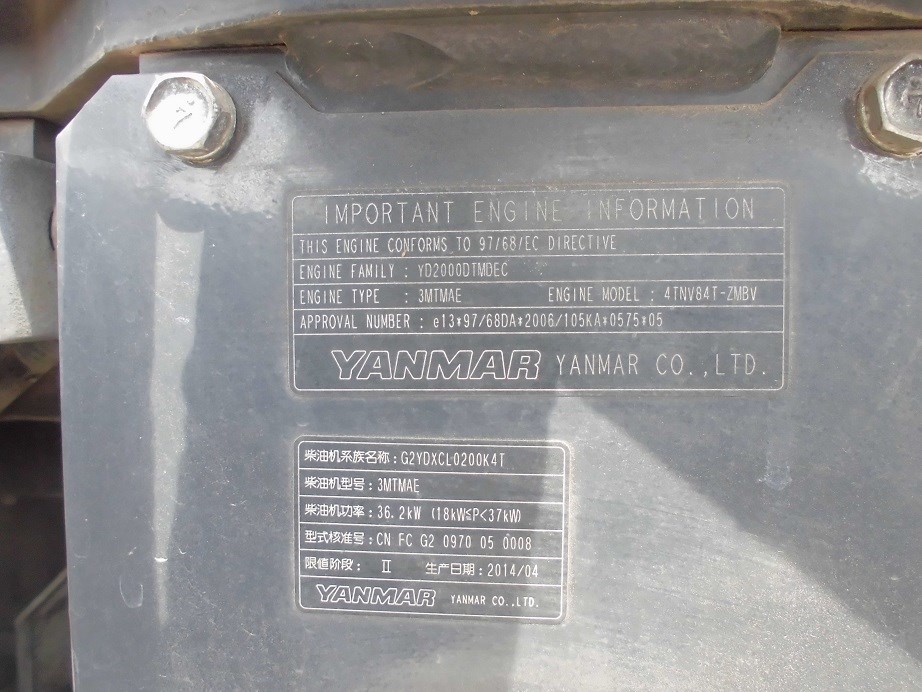 IMPORTANT ENGINE INFORMATION
THIS ENGINE CONFORMS TO 97/68/EC DIRECTIVE
ENGINE FAMILY : YD2000DTMDEC
ENGINE TYPE : 3MTMAE ENGINE MODEL : 4TNV84T-ZMBV
APPROVAL NUMBER : e13*97/68DA*2006/105KA*0575*05
YANMAR YANMAR CO.,LTD.
柴油机系族名称：G2YDXCL0200K4T
柴油机型号：3MTMAE
柴油机功率：36.2kW (18kW≦P<37kW)
型式核准号：CN FC G2 0970 05 0008
限值阶段： II 生产日期：2014/04
YANMAR YANMAR CO.,LTD.